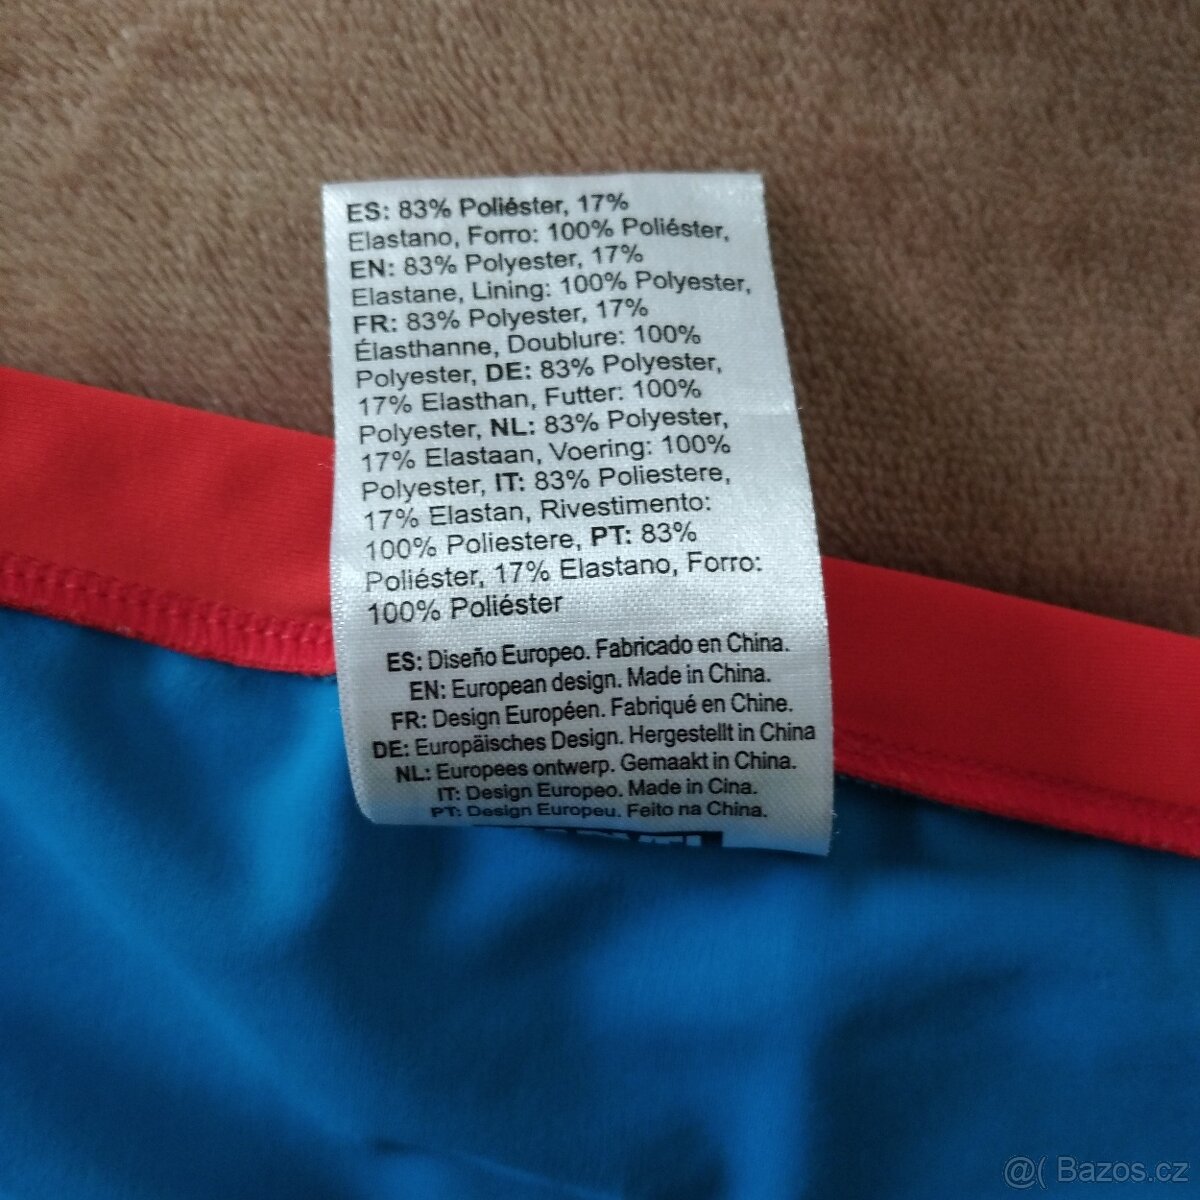 ES: 83% Poliéster, 17%
Elastano, Forro: 100% Poliéster,
EN: 83% Polyester, 17%
Elastane, Lining: 100% Polyester,
FR: 83% Polyester, 17%
Élasthanne, Doublure: 100%
Polyester, DE: 83% Polyester,
17% Elasthan, Futter: 100%
Polyester, NL: 83% Polyester,
17% Elastaan, Voering: 100%
Polyester, IT: 83% Poliestere,
17% Elastan, Rivestimento:
100% Poliestere, PT: 83%
Poliéster, 17% Elastano, Forro:
100% Poliéster
ES: Diseño Europeo. Fabricado en China.
EN: European design. Made in China.
FR: Design Européen. Fabriqué en Chine.
DE: Europäisches Design. Hergestellt in China
NL: Europees ontwerp. Gemaakt in China.
IT: Design Europeo. Made in Cina.
PT: Design Europeu. Feito na China.
@( Bazos.cz